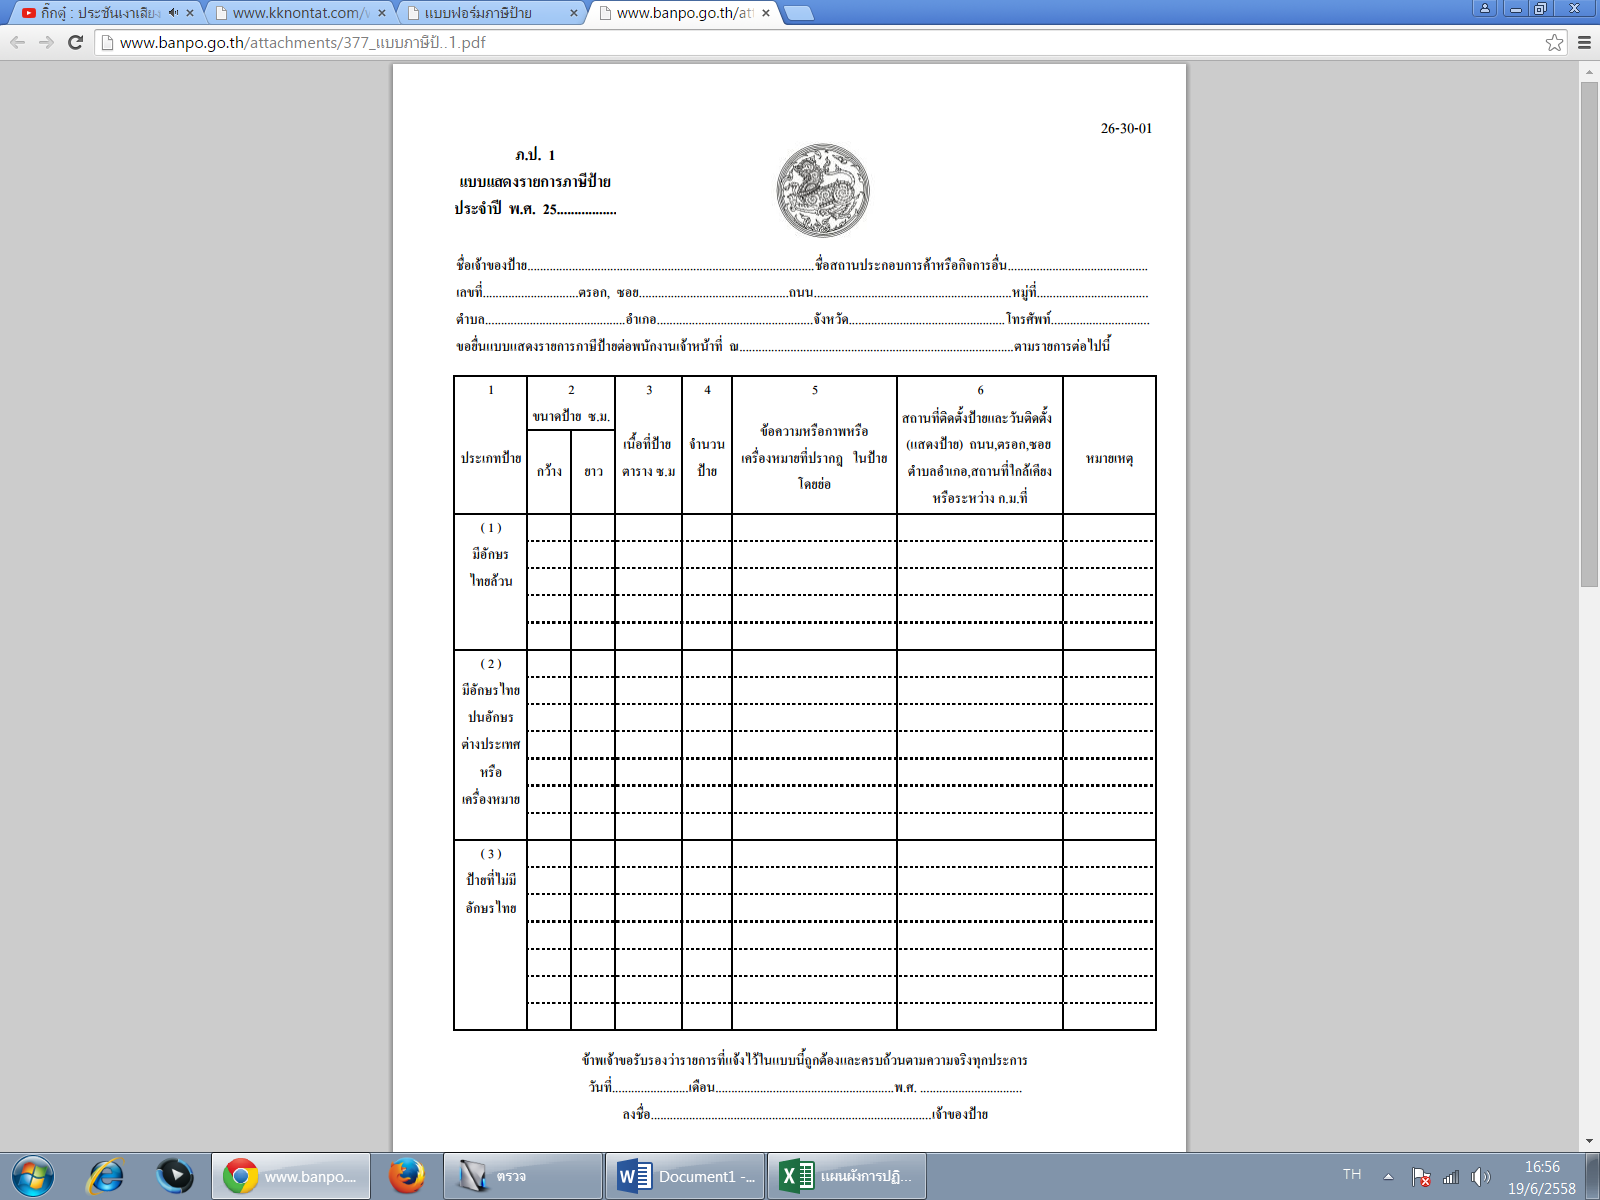 กิ๊กตุ๋ : ประชันเงาเสียง
www.kknontat.com/w
แบบฟอร์มภาษีป้าย
www.banpo.go.th/att
www.banpo.go.th/attachments/377_แบบภาษีป้..1.pdf
26-30-01
ภ.ป. 1
แบบแสดงรายการภาษีป้าย
ประจำปี พ.ศ. 25.................
ชื่อเจ้าของป้าย..........................................................................................ชื่อสถานประกอบการค้าหรือกิจการอื่น............................................
เลขที่..............................ตรอก, ซอย...............................................ถนน..............................................................หมู่ที่...................................
ตำบล............................................อำเภอ.................................................จังหวัด.................................................โทรศัพท์...............................
ขอยื่นแบบแสดงรายการภาษีป้ายต่อพนักงานเจ้าหน้าที่ ณ......................................................................................ตามรายการต่อไปนี้
1 2 3 4 5 6
ประเภทป้าย
ขนาดป้าย ซ.ม.
กว้าง ยาว
เนื้อที่ป้าย
ตาราง ซ.ม
จำนวน
ป้าย
ข้อความหรือภาพหรือ
เครื่องหมายที่ปรากฎ ในป้าย
โดยย่อ
สถานที่ติดตั้งป้ายและวันติดตั้ง
(แสดงป้าย) ถนน,ตรอก,ซอย
ตำบลอำเภอ,สถานที่ใกล้เคียง
หรือระหว่าง ก.ม.ที่
หมายเหตุ
( 1 )
มีอักษร
ไทยล้วน
( 2 )
มีอักษรไทย
ปนอักษร
ต่างประเทศ
หรือ
เครื่องหมาย
( 3 )
ป้ายที่ไม่มี
อักษรไทย
ข้าพเจ้าขอรับรองว่ารายการที่แจ้งไว้ในแบบนี้ถูกต้องและครบถ้วนตามความจริงทุกประการ
วันที่........................เดือน........................................................พ.ศ. ................................
ลงชื่อ........................................................................................เจ้าของป้าย
www.banpo....
ตรวจ
Document1 -...
แผนผังการปฏิ...
TH
16:56
19/6/2558